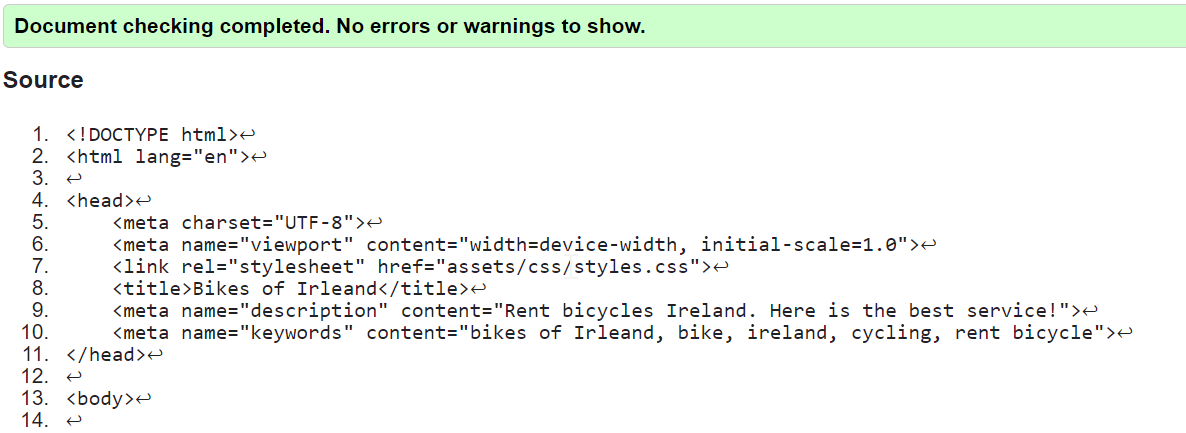 Document checking completed. No errors or warnings to show.
Source
1. <!DOCTYPE html>↩
2. <html lang="en">↩
3. ↩
4. <head>↩
5.     <meta charset="UTF-8">↩
6.     <meta name="viewport" content="width=device-width, initial-scale=1.0">↩
7.     <link rel="stylesheet" href="assets/css/styles.css">↩
8.     <title>Bikes of Irleand</title>↩
9.     <meta name="description" content="Rent bicycles Ireland. Here is the best service!">↩
10.     <meta name="keywords" content="bikes of Irleand, bike, ireland, cycling, rent bicycle">↩
11. </head>↩
12. ↩
13. <body>↩
14. ↩